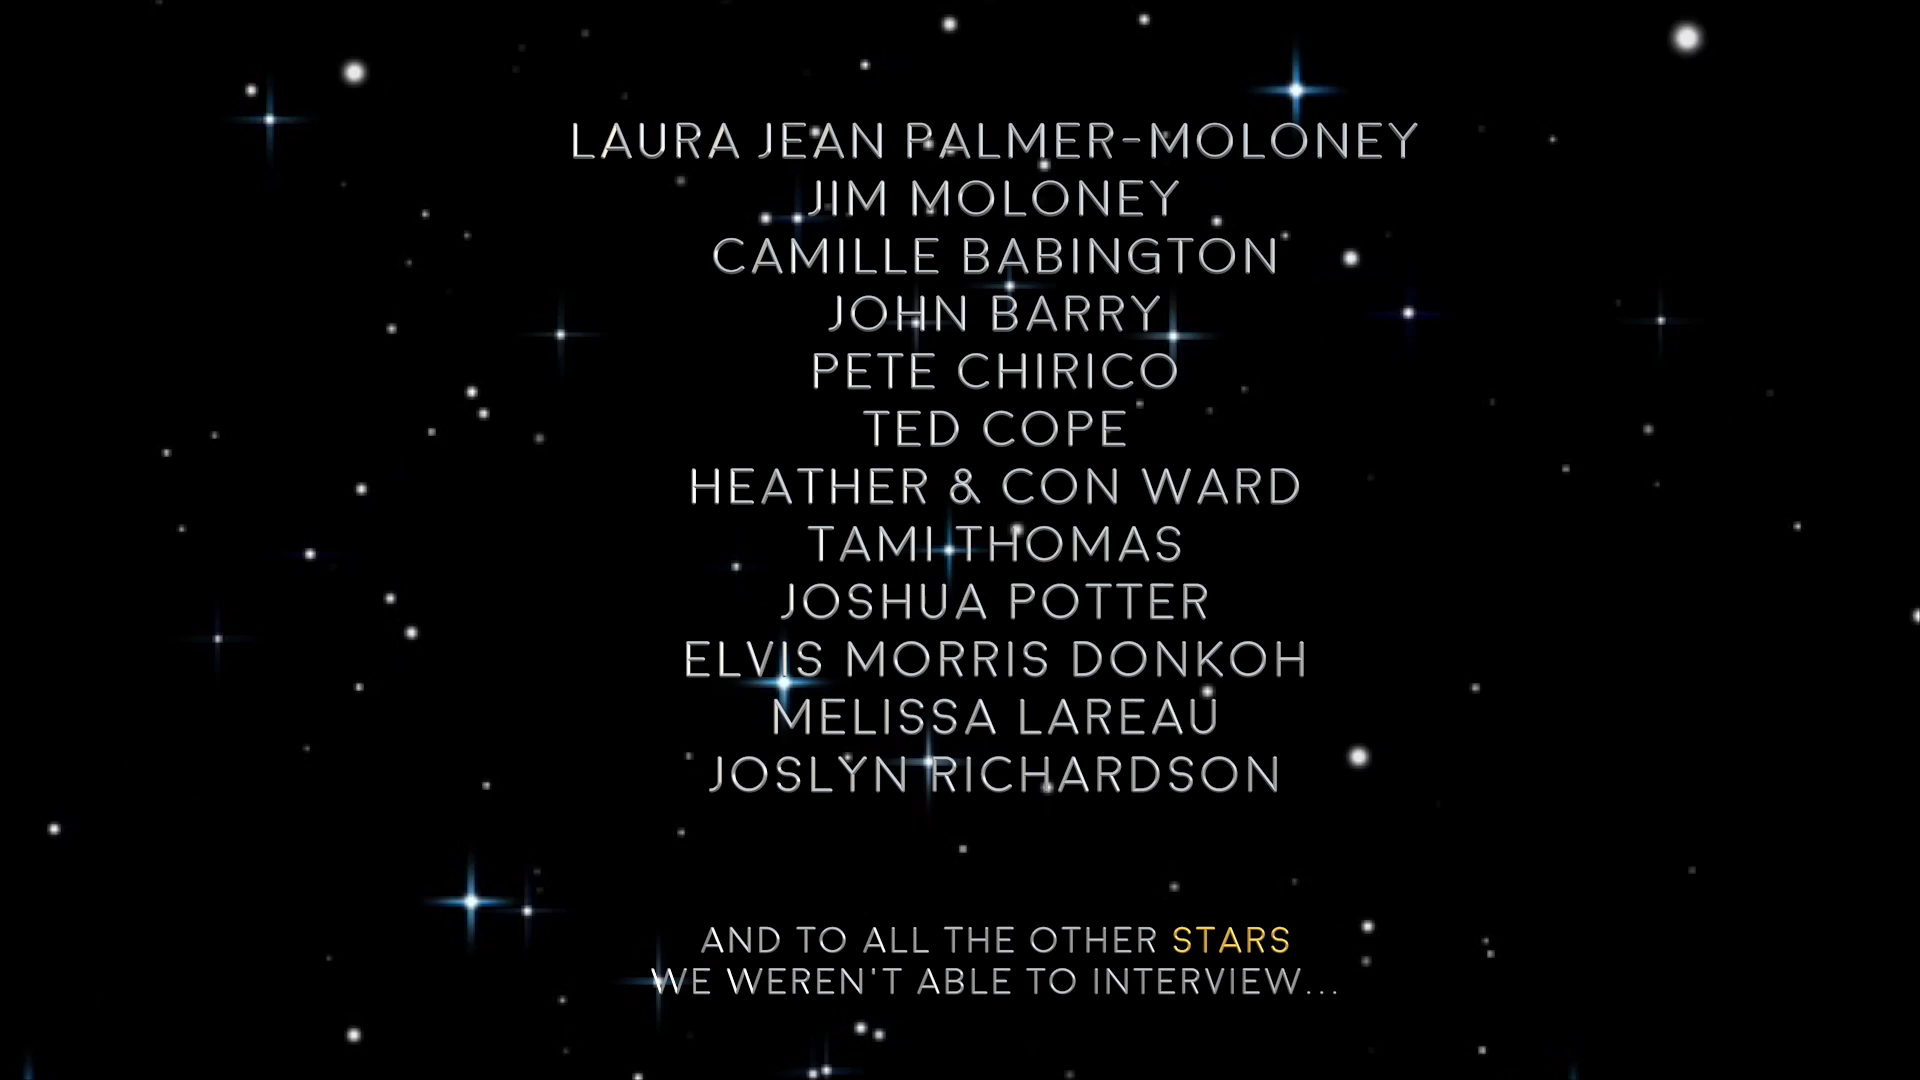 LAURA JEAN PALMER-MOLONEY
JIM MOLONEY
CAMILLE BABINGTON
JOHN BARRY
PETE CHIRICO
TED COPE
HEATHER & CON WARD
TAMI THOMAS
JOSHUA POTTER
ELVIS MORRIS DONKOH
MELISSA LAREAU
JOSLYN RICHARDSON
AND TO ALL THE OTHER STARS
WE WEREN'T ABLE TO INTERVIEW...